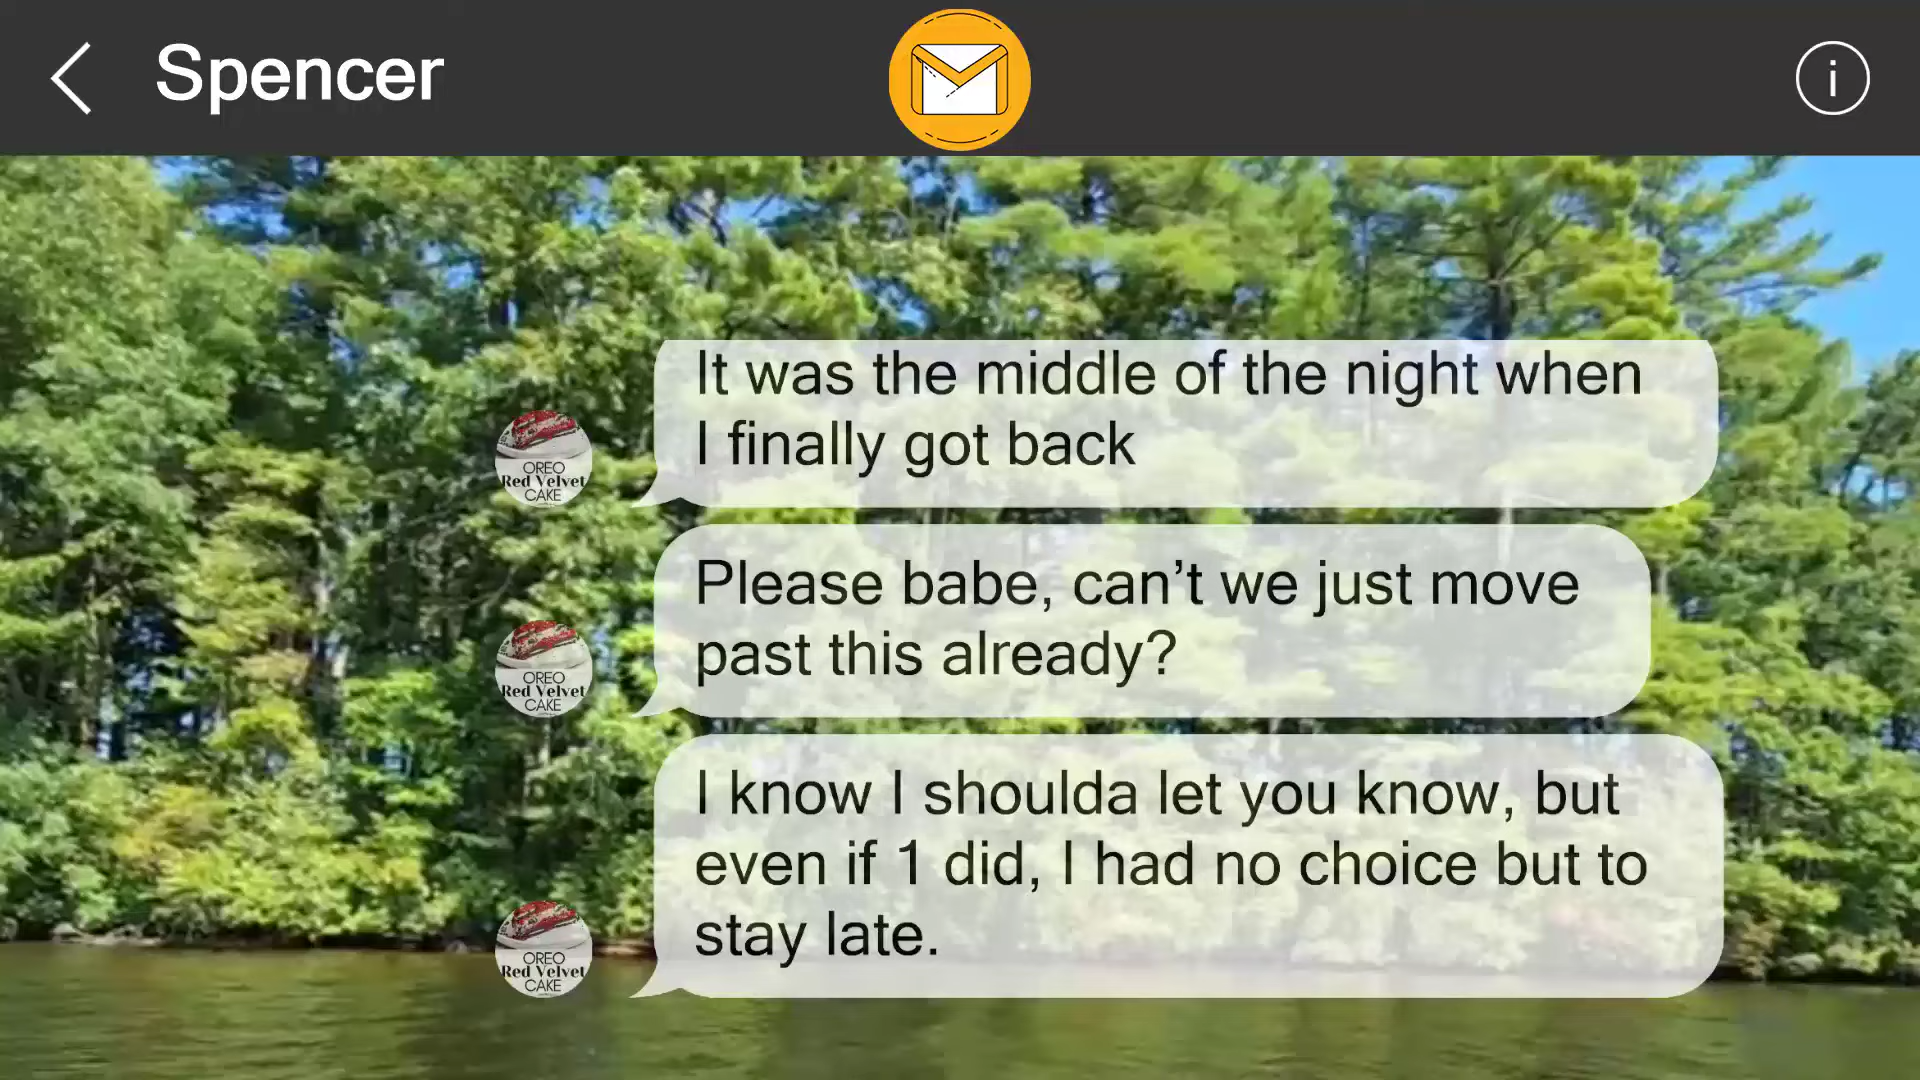 Spencer
i
It was the middle of the night when
I finally got back
OREO
Red Velvet
CAKE
Please babe, can’t we just move
past this already?
OREO
Red Velvet
CAKE
I know I shoulda let you know, but
even if 1 did, I had no choice but to
stay late.
OREO
Red Velvet
CAKE